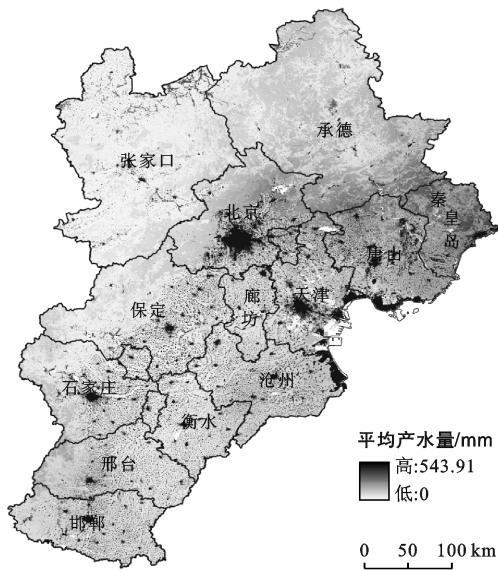 承德
张家口
秦皇岛
北京
唐山
廊坊
天津
保定
石家庄
沧州
衡水
邢台
邯郸
平均产水量/mm
高:543.91
低:0
0 50 100 km